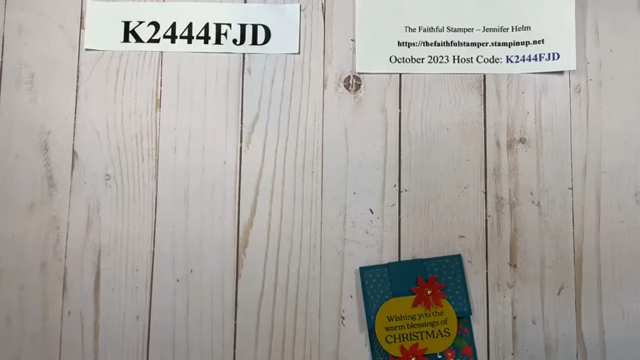 K2444FJD
The Faithful Stamper – Jennifer Helm
https://thefaithfulstamper.stampinup.net
October 2023 Host Code: K2444FJD
Wishing you the
warm blessings of
CHRISTMAS